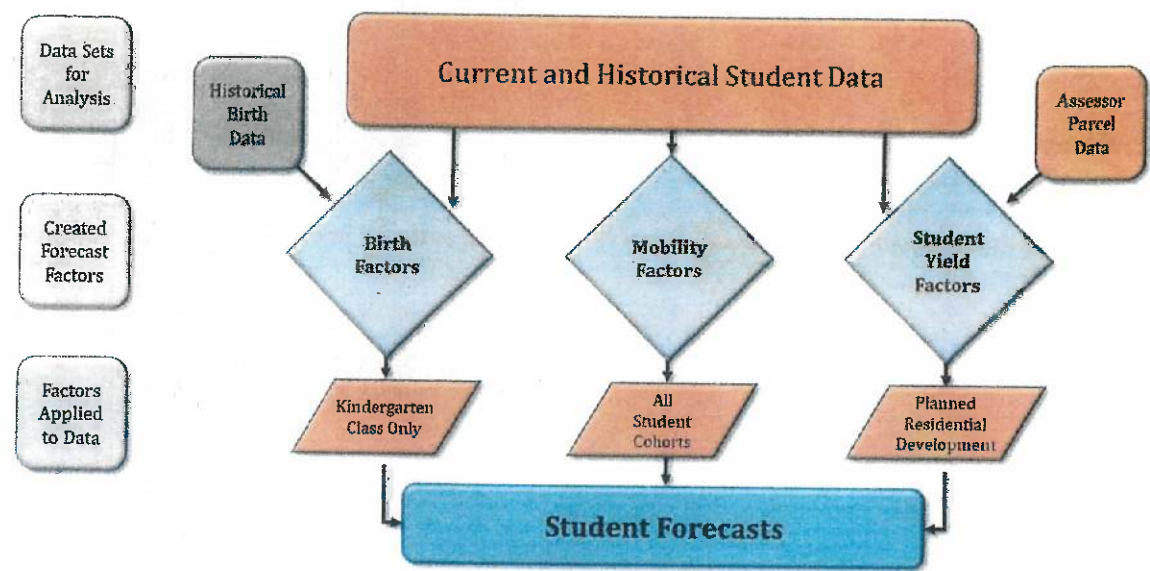 Data Sets
for
Analysis
Current and Historical Student Data
Historical
Birth
Data
Assessor
Parcel
Data
Created
Forecast
Factors
Birth
Factors
Mobility
Factors
Student
Yield
Factors
Factors
Applied
to Data
Kindergarten
Class Only
All
Student
Cohorts
Planned
Residential
Development
Student Forecasts